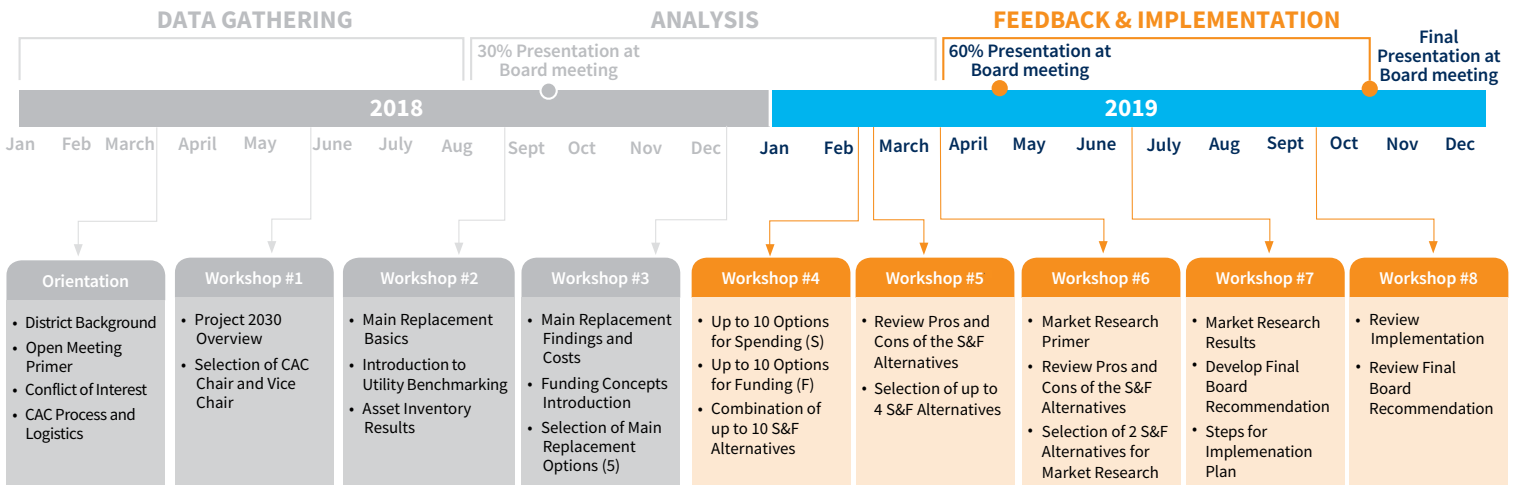 DATA GATHERING
ANALYSIS
FEEDBACK & IMPLEMENTATION
30% Presentation at
Board meeting
60% Presentation at
Board meeting
Final
Presentation at
Board meeting
2018
2019
Jan Feb March April May June July Aug Sept Oct Nov Dec Jan Feb March April May June July Aug Sept Oct Nov Dec
Orientation
• District Background
• Open Meeting
Primer
• Conflict of Interest
• CAC Process and
Logistics
Workshop #1
• Project 2030
Overview
• Selection of CAC
Chair and Vice
Chair
Workshop #2
• Main Replacement
Basics
• Introduction to
Utility Benchmarking
• Asset Inventory
Results
Workshop #3
• Main Replacement
Findings and
Costs
• Funding Concepts
Introduction
• Selection of Main
Replacement
Options (5)
Workshop #4
• Up to 10 Options
for Spending (S)
• Up to 10 Options
for Funding (F)
• Combination of
up to 10 S&F
Alternatives
Workshop #5
• Review Pros and
Cons of the S&F
Alternatives
• Selection of up to
4 S&F Alternatives
Workshop #6
• Market Research
Primer
• Review Pros and
Cons of the S&F
Alternatives
• Selection of 2 S&F
Alternatives for
Market Research
Workshop #7
• Market Research
Results
• Develop Final
Board
Recommendation
• Steps for
Implemenation
Plan
Workshop #8
• Review
Implementation
• Review Final
Board
Recommendation